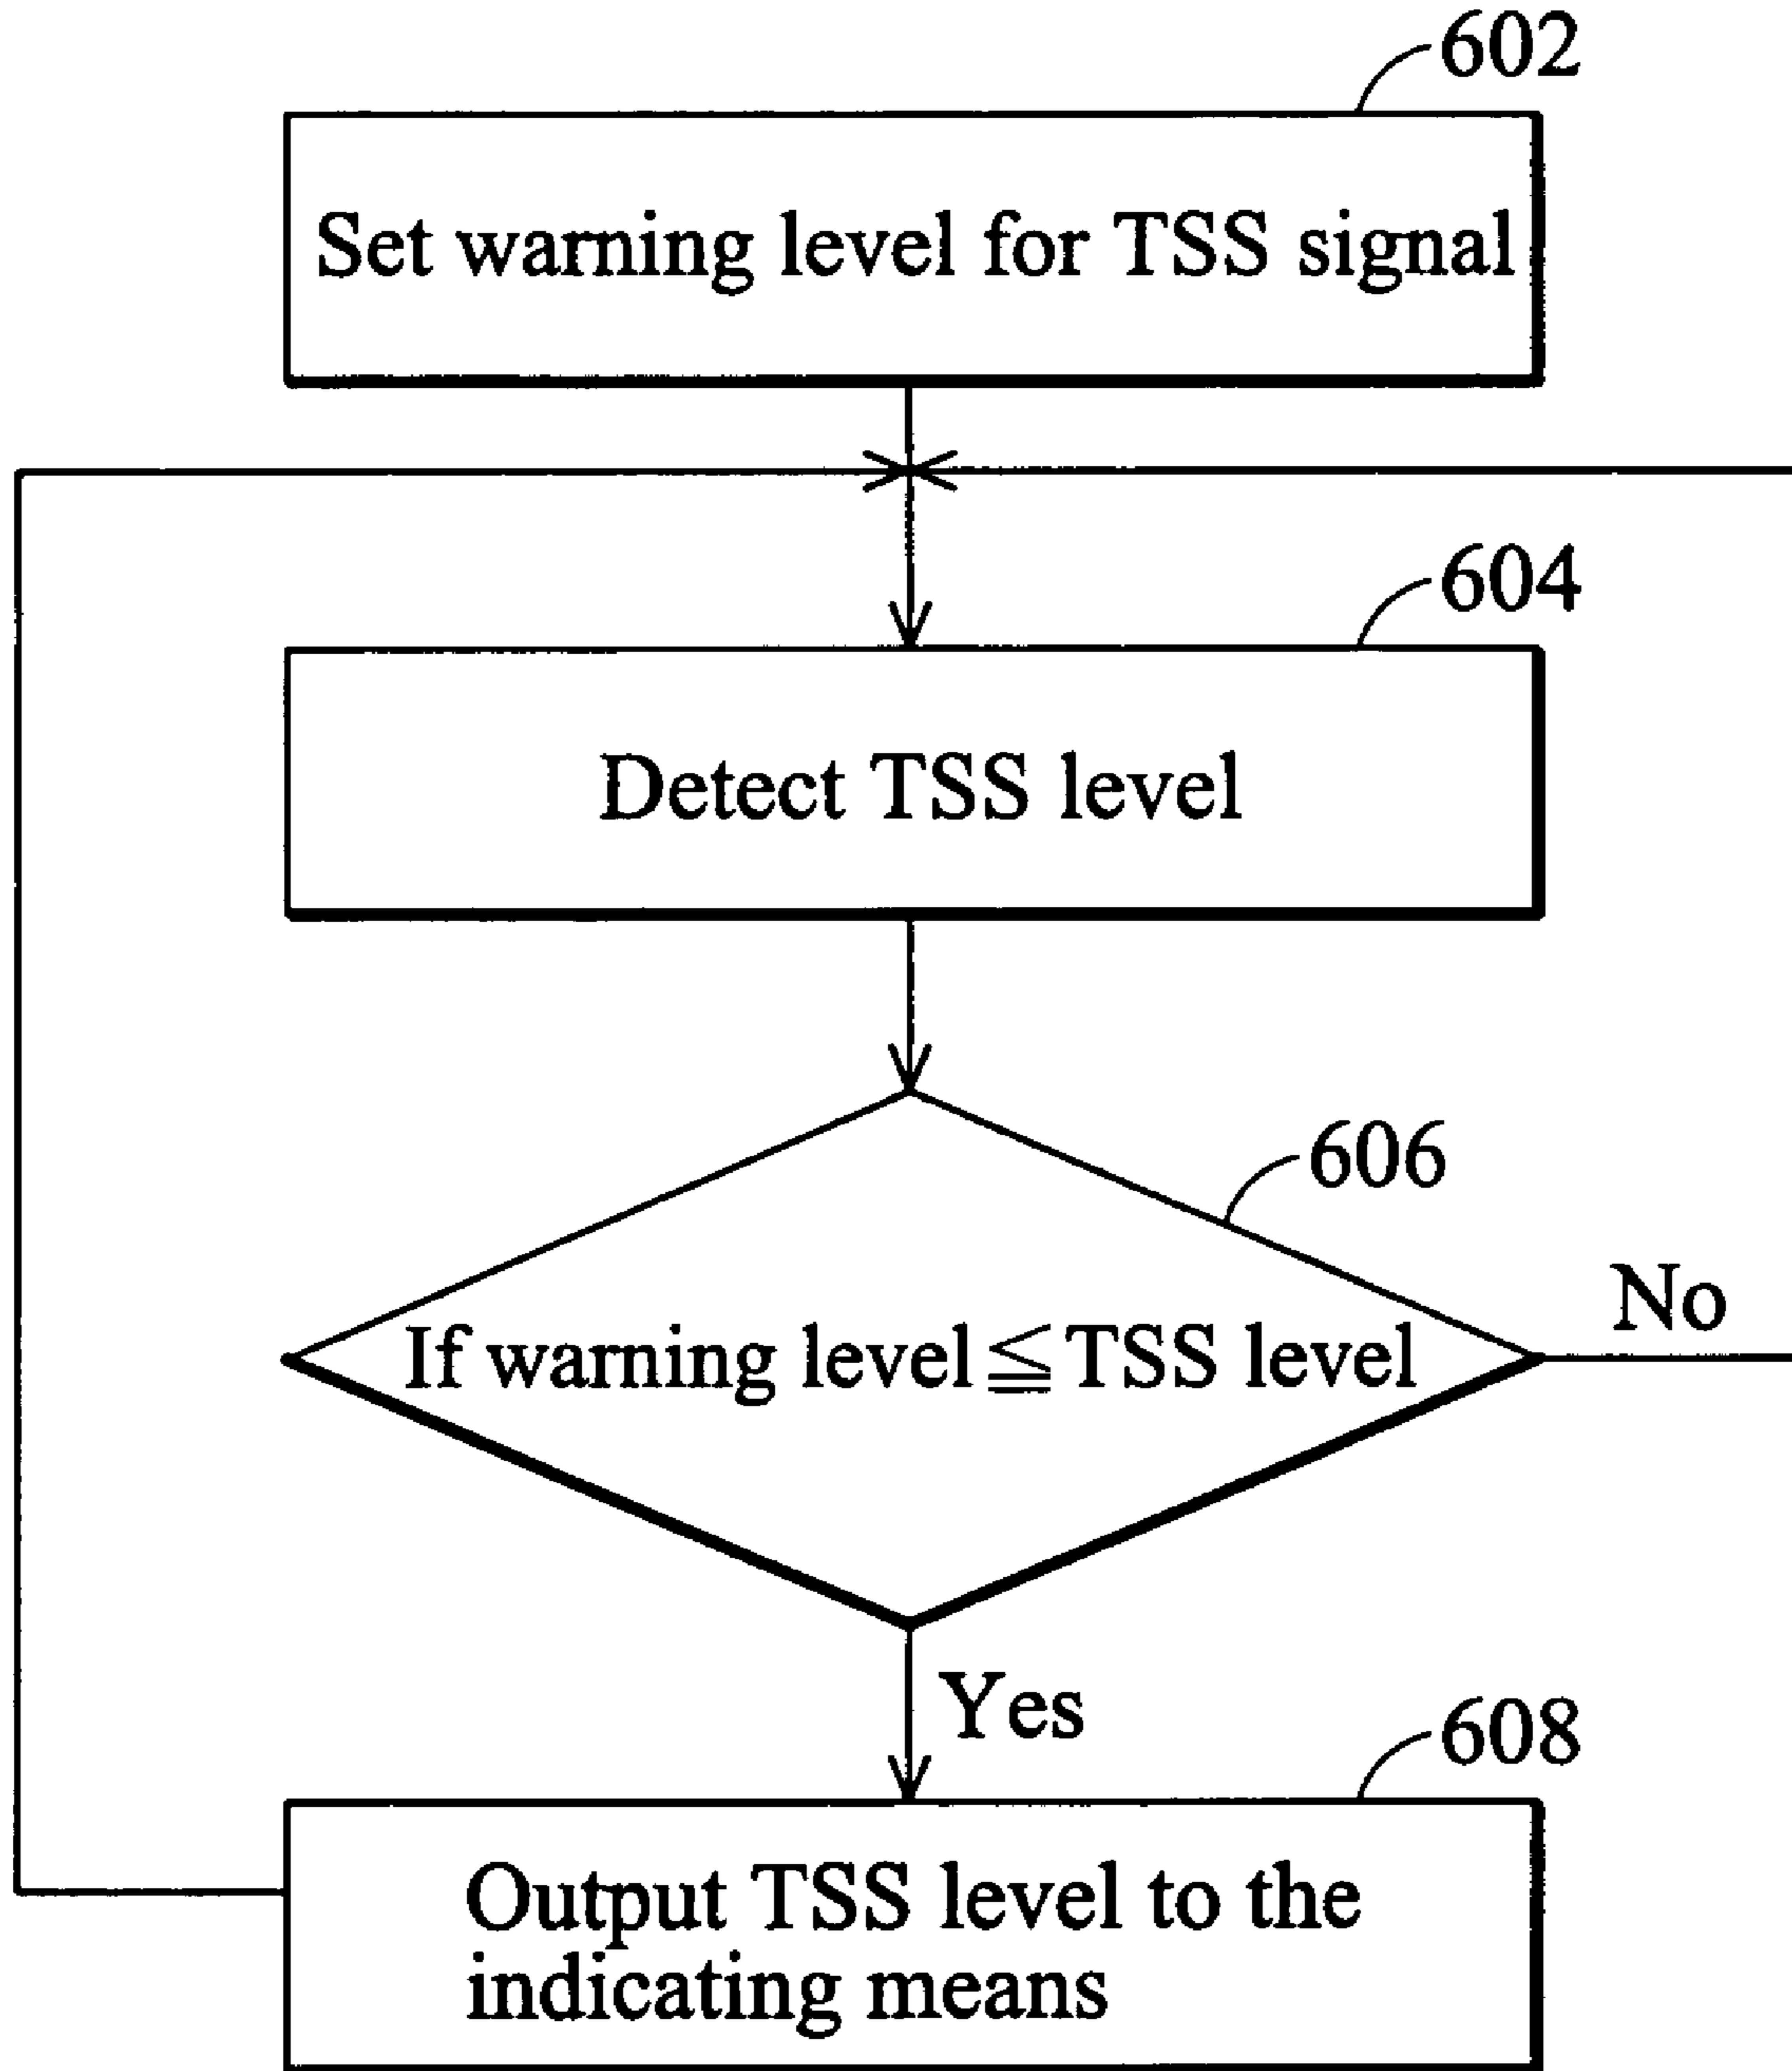 602
Set warning level for TSS signal
604
Detect TSS level
606
If warning level ≦ TSS level
No
Yes
608
Output TSS level to the
indicating means